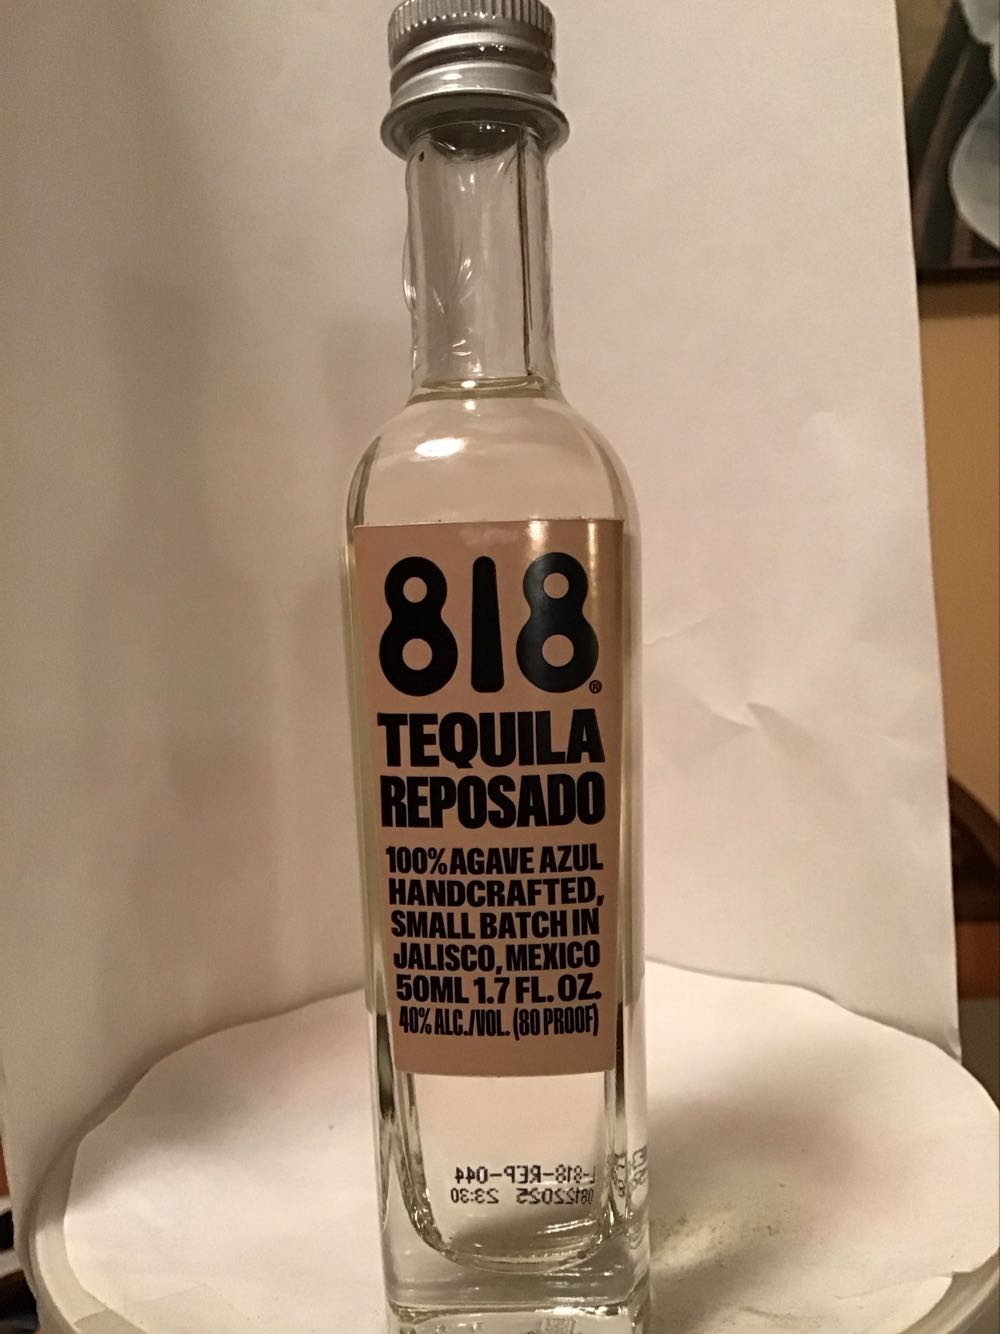 818®
TEQUILA
REPOSADO
100% AGAVE AZUL
HANDCRAFTED,
SMALL BATCH IN
JALISCO, MEXICO
50ML 1.7 FL. OZ.
40% ALC./VOL. (80 PROOF)
L-818-REP-044
08122025 23:30